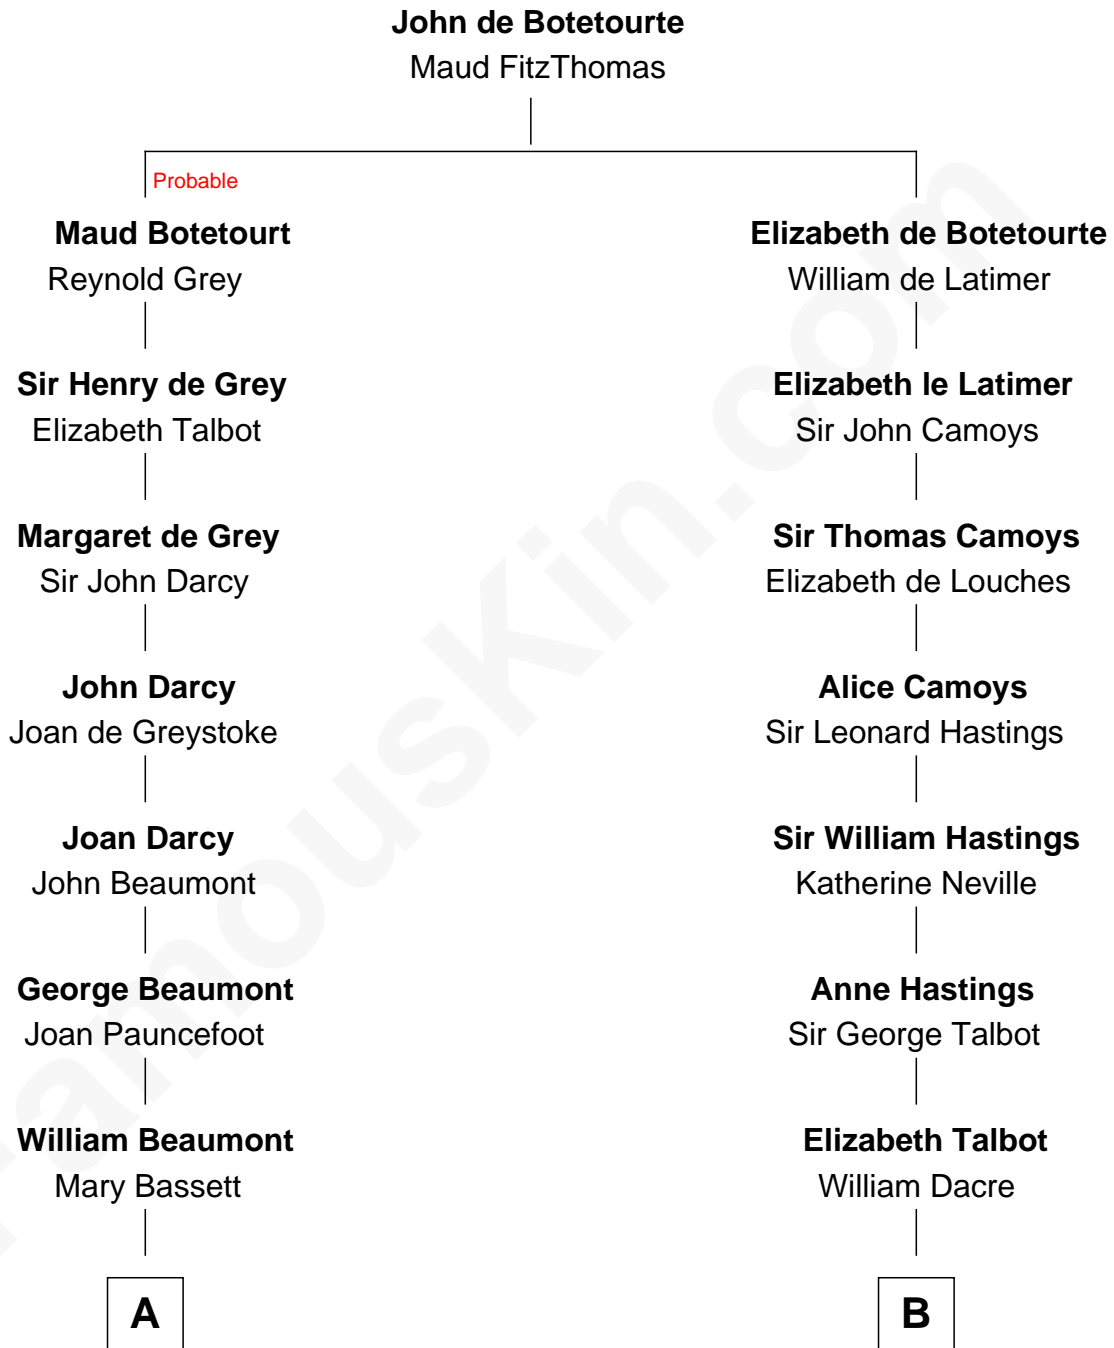 John de Botetourte
Maud FitzThomas
Probable
Maud Botetourt
Reynold Grey
Elizabeth de Botetourte
William de Latimer
Sir Henry de Grey
Elizabeth Talbot
Elizabeth le Latimer
Sir John Camoys
Margaret de Grey
Sir John Darcy
Sir Thomas Camoys
Elizabeth de Louches
John Darcy
Joan de Greystoke
Alice Camoys
Sir Leonard Hastings
Joan Darcy
John Beaumont
Sir William Hastings
Katherine Neville
George Beaumont
Joan Pauncefoot
Anne Hastings
Sir George Talbot
William Beaumont
Mary Bassett
Elizabeth Talbot
William Dacre
A
B
FamousKin.com